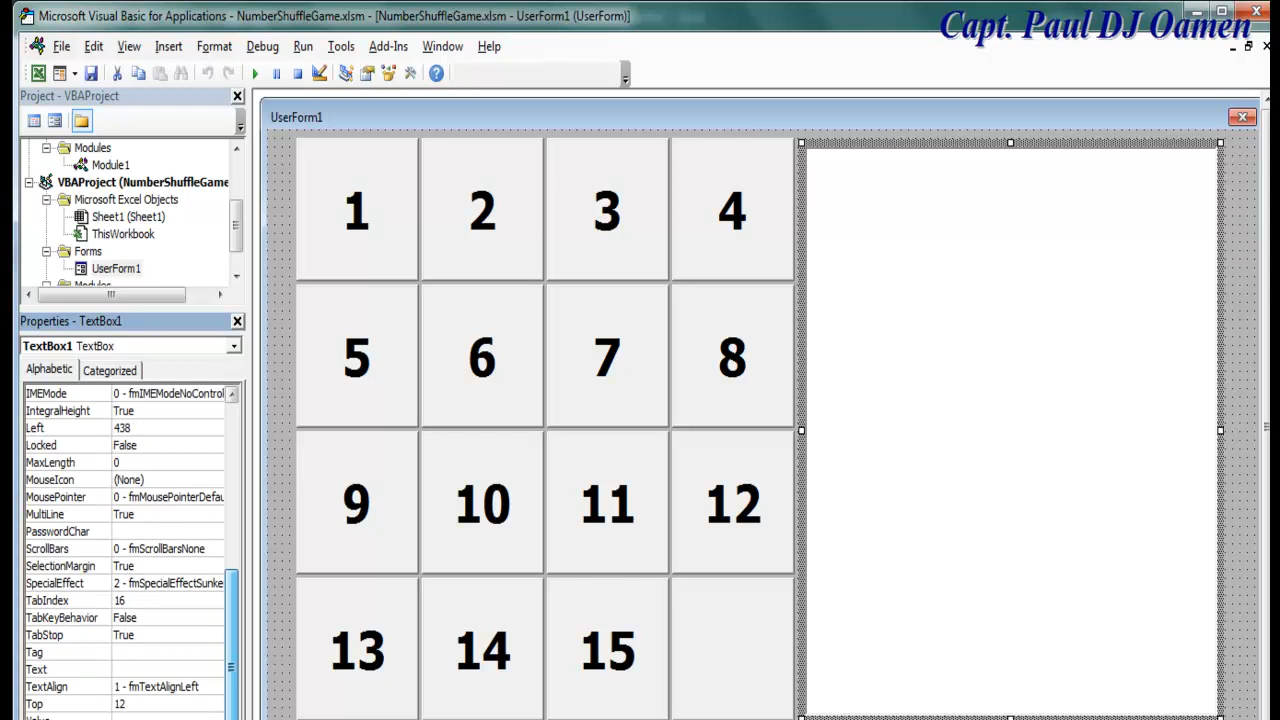 Microsoft Visual Basic for Applications - NumberShuffleGame.xlsm - [NumberShuffleGame.xlsm - UserForm1 (UserForm)]
Capt. Paul DJ Oamen
File Edit View Insert Format Debug Run Tools Add-Ins Window Help
Project - VBAProject
Modules
Module1
VBAProject (NumberShuffleGame
Microsoft Excel Objects
Sheet1 (Sheet1)
ThisWorkbook
Forms
UserForm1
Modules
Properties - TextBox1
TextBox1 TextBox
Alphabetic Categorized
IMEMode 0 - fmIMEModeNoControl
IntegralHeight True
Left 438
Locked False
MaxLength 0
MouseIcon (None)
MousePointer 0 - fmMousePointerDefau
MultiLine True
PasswordChar
ScrollBars 0 - fmScrollBarsNone
SelectionMargin True
SpecialEffect 2 - fmSpecialEffectSunke
TabIndex 16
TabKeyBehavior False
TabStop True
Tag
Text
TextAlign 1 - fmTextAlignLeft
Top 12
Value
UserForm1
1 2 3 4
5 6 7 8
9 10 11 12
13 14 15